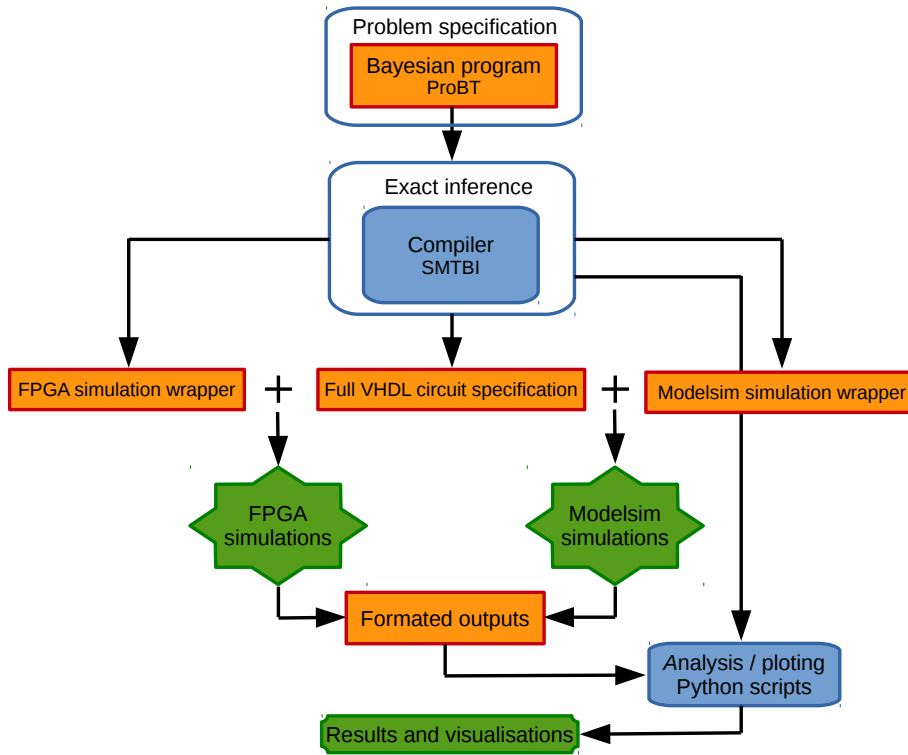 Problem specification
Bayesian program
ProBT
Exact inference
Compiler
SMTBI
FPGA simulation wrapper
+
Full VHDL circuit specification
+
Modelsim simulation wrapper
FPGA
simulations
Modelsim
simulations
Formated outputs
Analysis / ploting
Python scripts
Results and visualisations